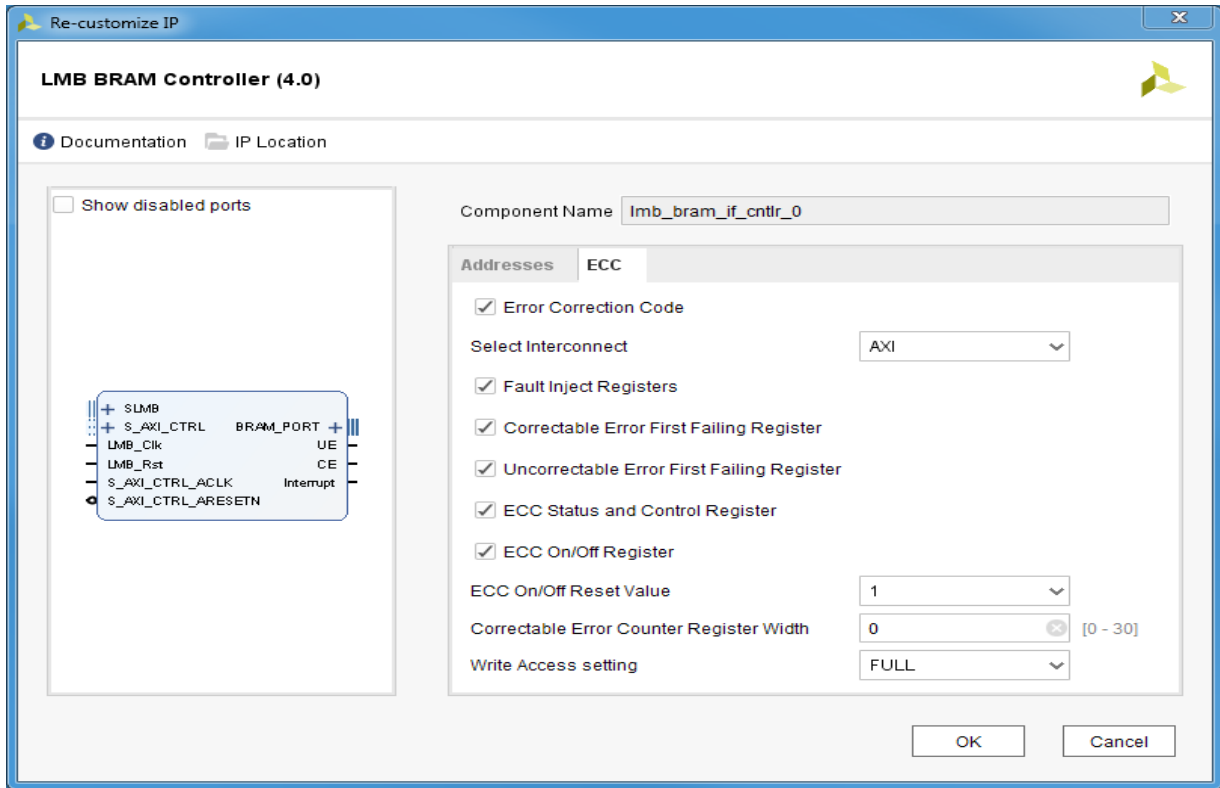 Re-customize IP
LMB BRAM Controller (4.0)
Documentation IP Location
Show disabled ports
SLMB
S_AXI_CTRL BRAM_PORT
LMB_Clk UE
LMB_Rst CE
S_AXI_CTRL_ACLK Interrupt
S_AXI_CTRL_ARESETN
Component Name lmb_bram_if_cntlr_0
Addresses ECC
Error Correction Code
Select Interconnect AXI
Fault Inject Registers
Correctable Error First Failing Register
Uncorrectable Error First Failing Register
ECC Status and Control Register
ECC On/Off Register
ECC On/Off Reset Value 1
Correctable Error Counter Register Width 0 [0 - 30]
Write Access setting FULL
OK Cancel